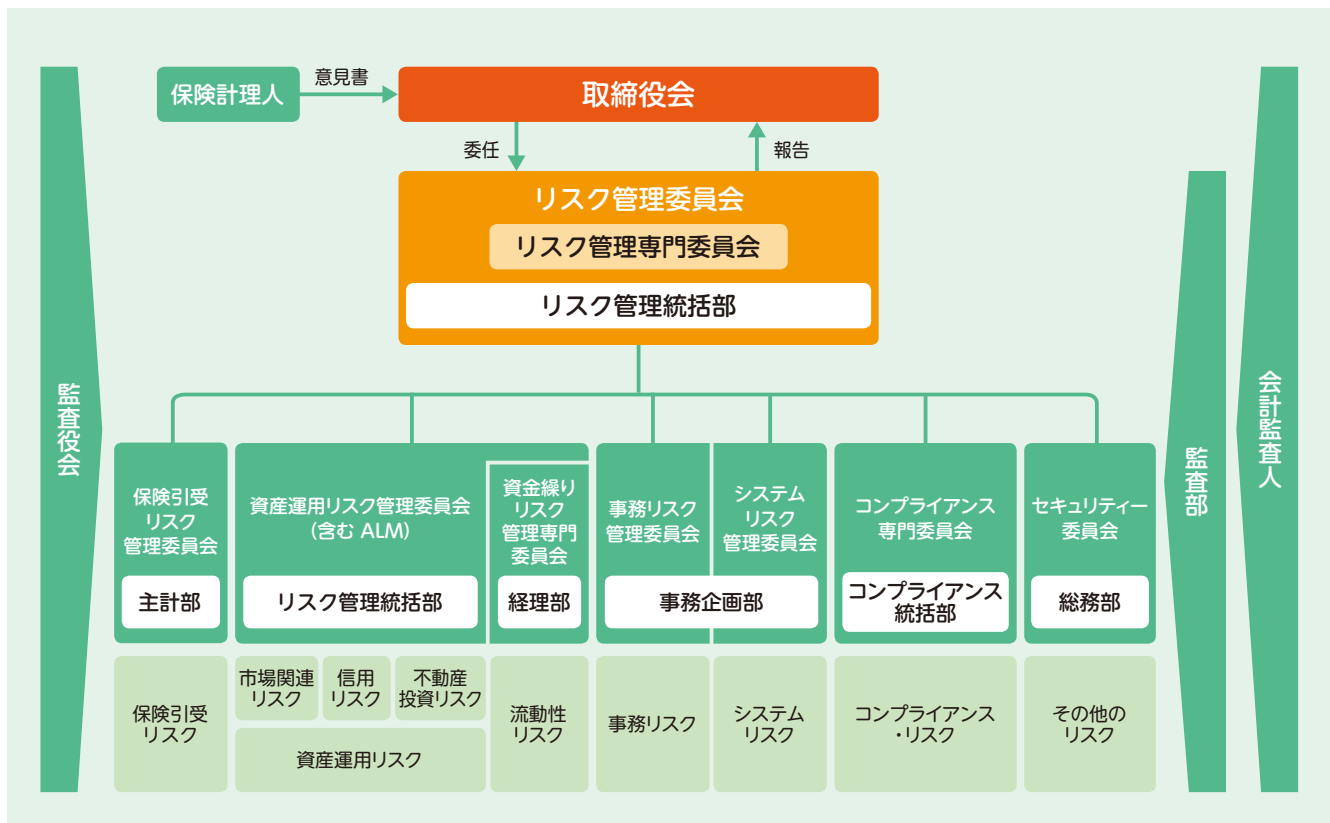 保険計理人
意見書
取締役会
委任
報告
リスク管理委員会
リスク管理専門委員会
リスク管理統括部
監査役会
保険引受
リスク
管理委員会
主計部
資産運用リスク管理委員会
(含む ALM)
リスク管理統括部
資金繰り
リスク
管理専門
委員会
経理部
事務リスク
管理委員会
システム
リスク
管理委員会
事務企画部
コンプライアンス
専門委員会
コンプライアンス
統括部
セキュリティー
委員会
総務部
監査部
会計監査人
保険引受
リスク
市場関連
リスク
信用
リスク
不動産
投資リスク
資産運用リスク
流動性
リスク
事務リスク
システム
リスク
コンプライアンス
・リスク
その他の
リスク